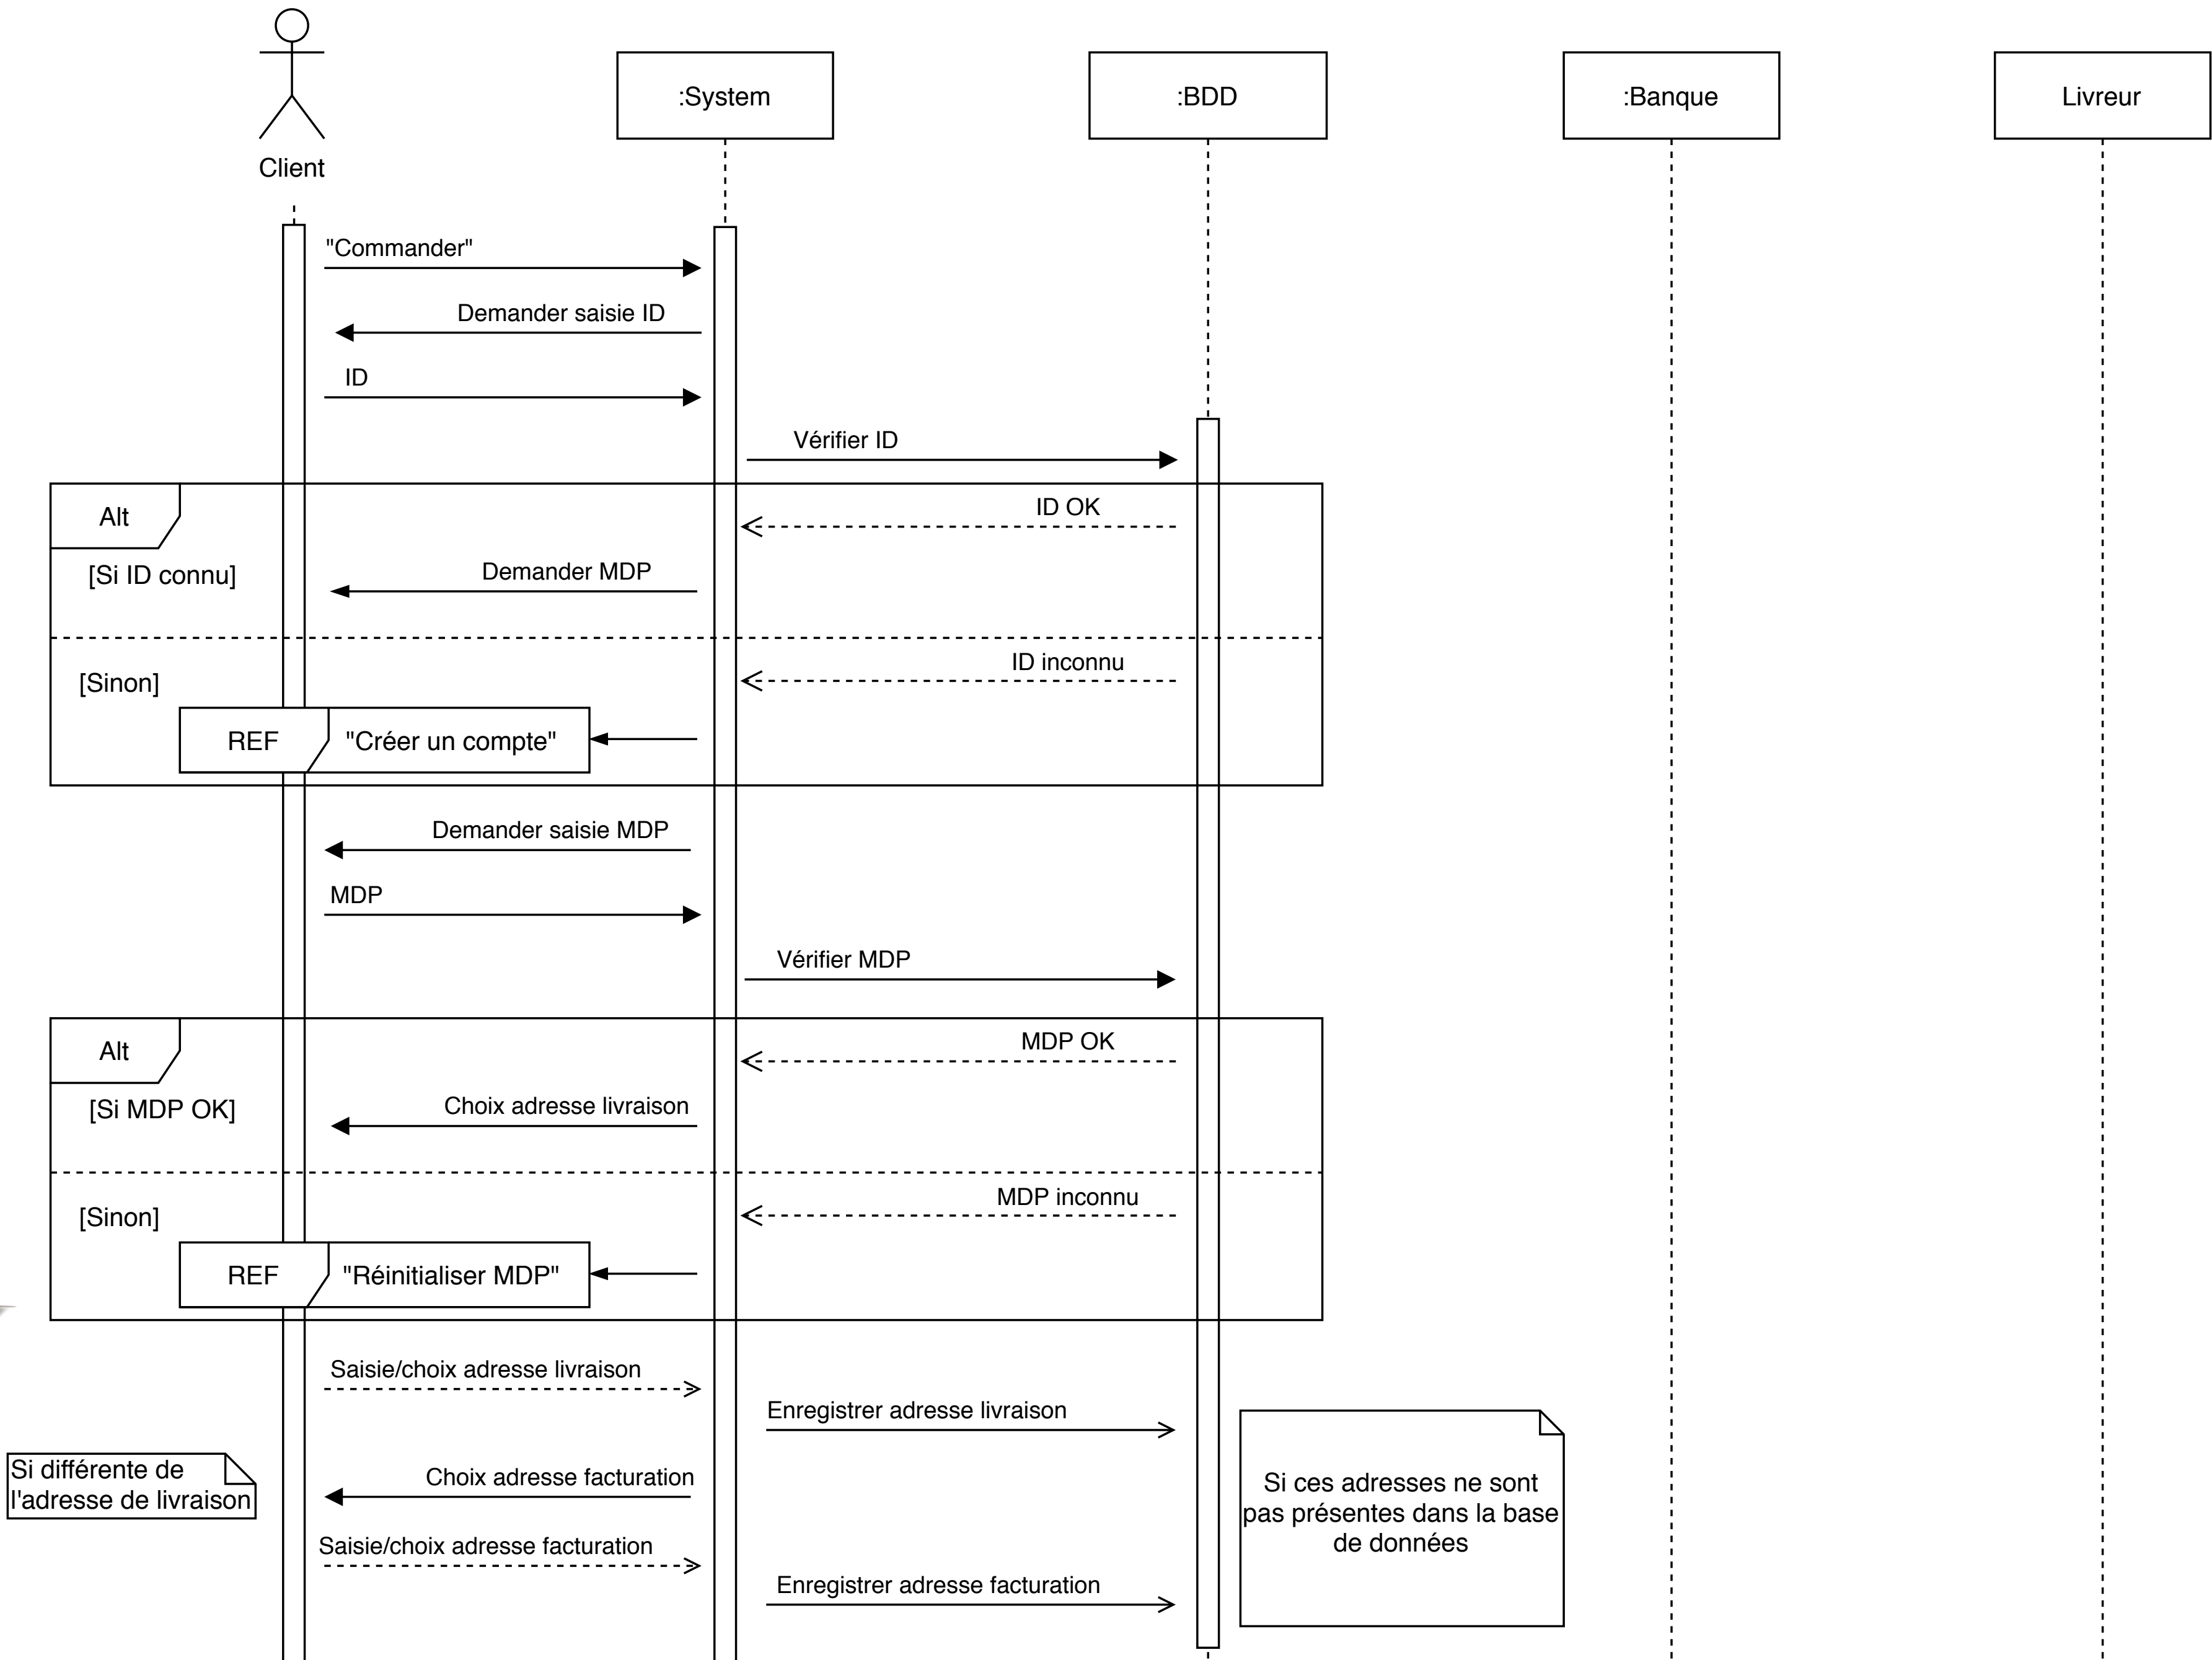 Client
:System
:BDD
:Banque
Livreur
"Commander"
Demander saisie ID
ID
Vérifier ID
Alt
ID OK
[Si ID connu]
Demander MDP
ID inconnu
[Sinon]
REF
"Créer un compte"
Demander saisie MDP
MDP
Vérifier MDP
Alt
MDP OK
[Si MDP OK]
Choix adresse livraison
MDP inconnu
[Sinon]
REF
"Réinitialiser MDP"
Saisie/choix adresse livraison
Enregistrer adresse livraison
Si différente de
l'adresse de livraison
Choix adresse facturation
Si ces adresses ne sont
pas présentes dans la base
de données
Saisie/choix adresse facturation
Enregistrer adresse facturation